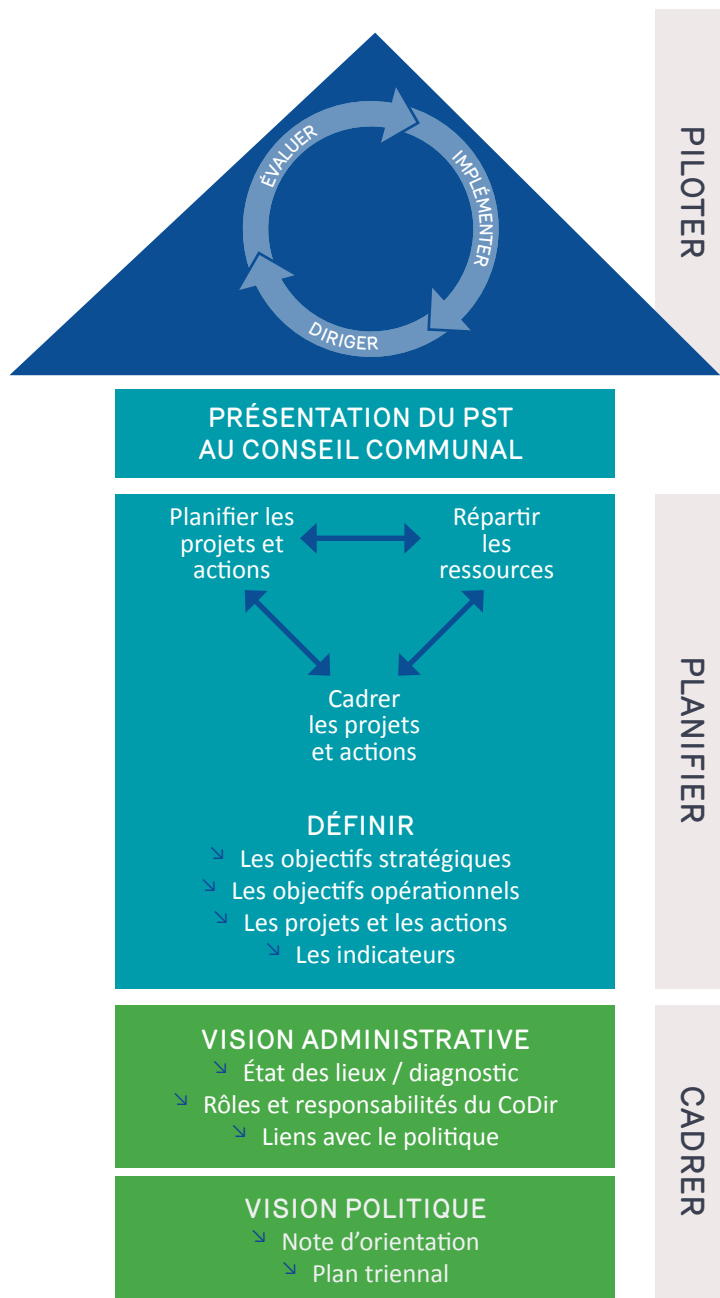 PILOTER
ÉVALUER
IMPLÉMENTER
DIRIGER
PRÉSENTATION DU PST
AU CONSEIL COMMUNAL
PLANIFIER
Planifier les
projets et
actions
Répartir
les
ressources
Cadrer
les projets
et actions
DÉFINIR
Les objectifs stratégiques
Les objectifs opérationnels
Les projets et les actions
Les indicateurs
CADRER
VISION ADMINISTRATIVE
État des lieux / diagnostic
Rôles et responsabilités du CoDir
Liens avec le politique
VISION POLITIQUE
Note d'orientation
Plan triennal